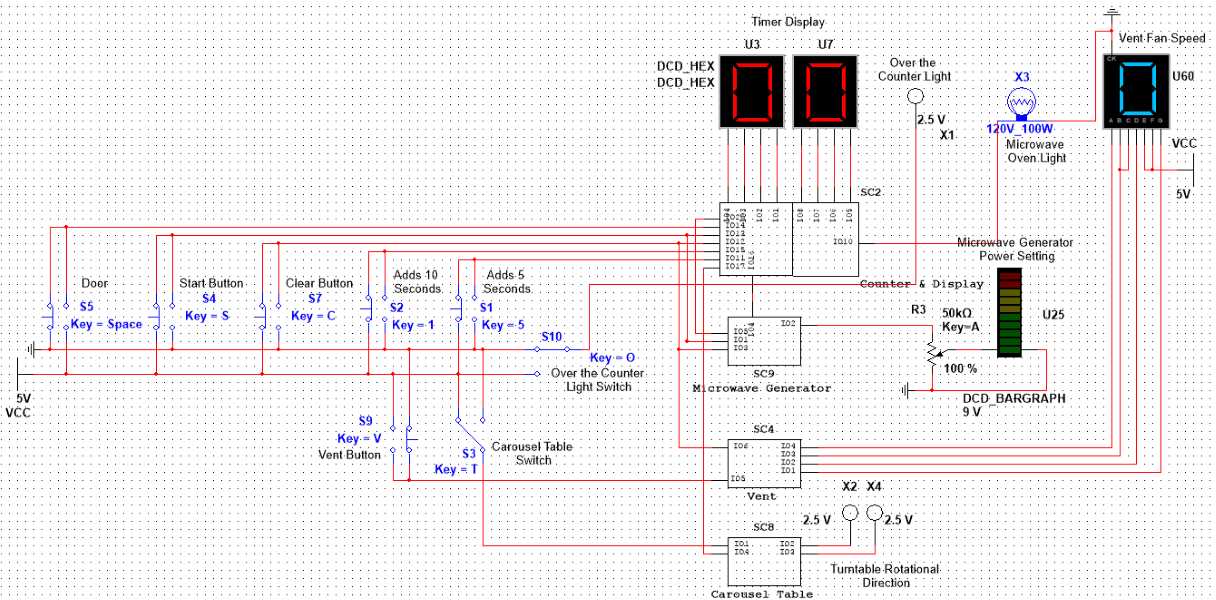 Timer Display
U3
U7
DCD_HEX
DCD_HEX
Over the
Counter Light
2.5 V
X1
X3
120V_100W
Microwave
Oven Light
Vent Fan Speed
CK
U60
A B C D E F G
VCC
5V
SC2
IO2
IO1
IO8
IO7
IO6
IO5
IO14
IO13
IO12
IO15
IO11
IO17
IO16
IO10
Counter & Display
Microwave Generator
Power Setting
U25
DCD_BARGRAPH
9 V
R3
50kΩ
Key=A
100 %
Door
S5
Key = Space
Start Button
S4
Key = S
Clear Button
S7
Key = C
Adds 10
Seconds
S2
Key = 1
Adds 5
Seconds
S1
Key = 5
S10
Key = O
Over the Counter
Light Switch
5V
VCC
IO4
IO2
IO5
IO1
IO3
SC9
Microwave Generator
S9
Key = V
Vent Button
S3
Key = T
Carousel Table
Switch
SC4
IO6
IO5
IO4
IO3
IO2
IO1
Vent
X2
X4
2.5 V
2.5 V
SC8
IO1
IO4
IO2
IO3
Carousel Table
Turntable Rotational
Direction